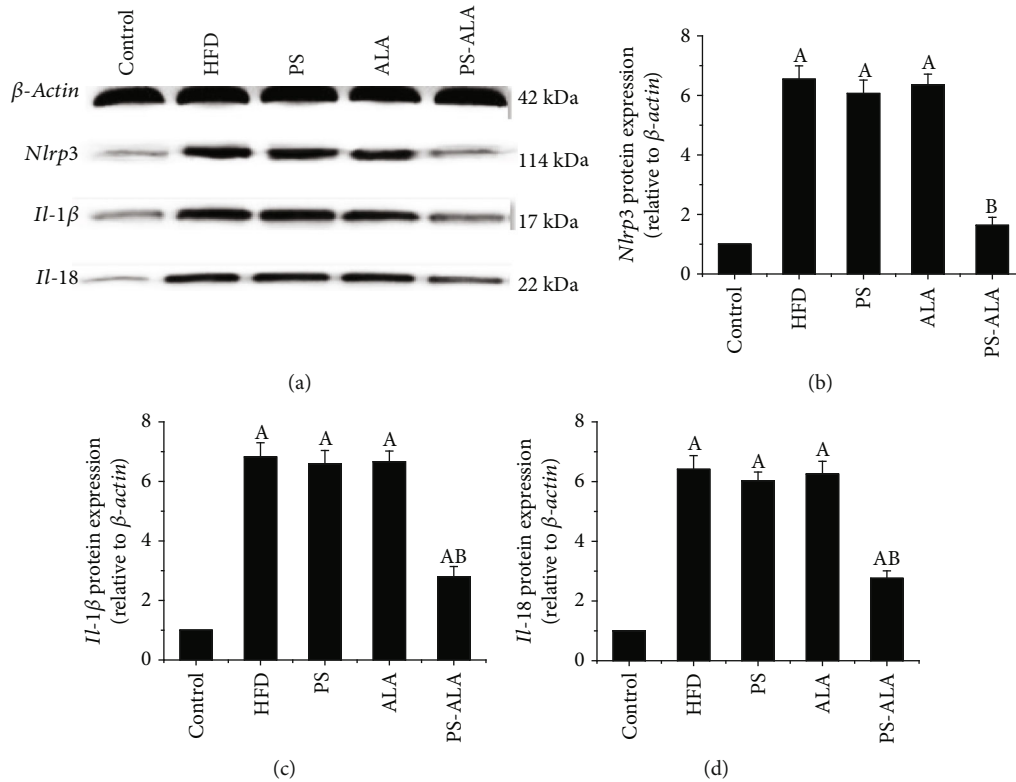 Control HFD PS ALA PS-ALA
β-Actin 42 kDa
Nlrp3 114 kDa
Il-1β 17 kDa
Il-18 22 kDa
(a)
Nlrp3 protein expression
(relative to β-actin)
8
6
4
2
0
A A A B
Control HFD PS ALA PS-ALA
(b)
Il-1β protein expression
(relative to β-actin)
8
6
4
2
0
A A A AB
Control HFD PS ALA PS-ALA
(c)
Il-18 protein expression
(relative to β-actin)
8
6
4
2
0
A A A AB
Control HFD PS ALA PS-ALA
(d)